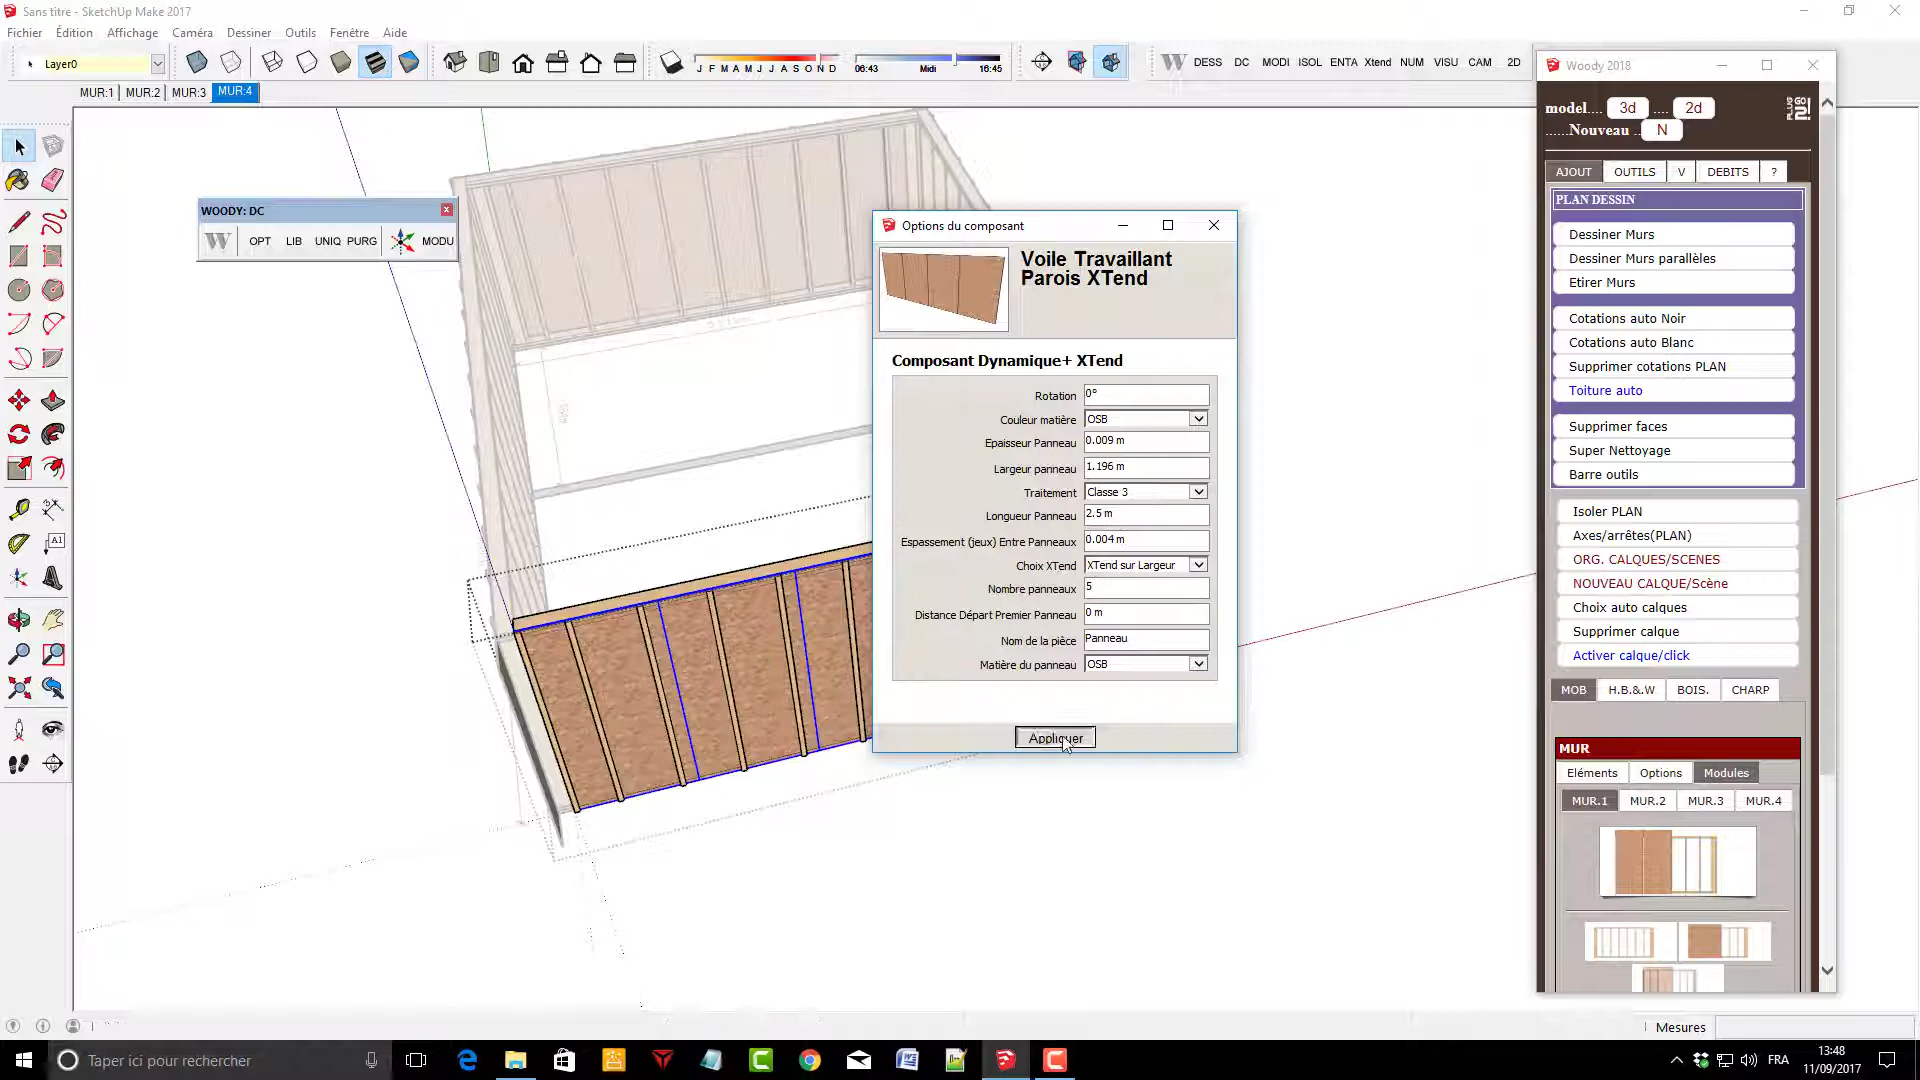 Sans titre - SketchUp Make 2017
Fichier Édition Affichage Caméra Dessiner Outils Fenêtre Aide
Layer0
J F M A M J J A S O N D
06:43 Midi 16:45
DESS DC MODI ISOL ENTA Xtend NUM VISU CAM 2D
MUR:1 MUR:2 MUR:3 MUR:4
WOODY: DC
OPT LIB UNIQ PURG MODU
Options du composant
Voile Travaillant
Parois XTend
Composant Dynamique+ XTend
Rotation 0°
Couleur matière OSB
Epaisseur Panneau 0.009 m
Largeur panneau 1.196 m
Traitement Classe 3
Longueur Panneau 2.5 m
Espassement (jeux) Entre Panneaux 0.004 m
Choix XTend XTend sur Largeur
Nombre panneaux 5
Distance Départ Premier Panneau 0 m
Nom de la pièce Panneau
Matière du panneau OSB
Appliquer
Woody 2018
model.... 3d .... 2d
......Nouveau .. N
PLUG GO!
AJOUT OUTILS V DEBITS ?
PLAN DESSIN
Dessiner Murs
Dessiner Murs parallèles
Etirer Murs
Cotations auto Noir
Cotations auto Blanc
Supprimer cotations PLAN
Toiture auto
Supprimer faces
Super Nettoyage
Barre outils
Isoler PLAN
Axes/arrêtes(PLAN)
ORG. CALQUES/SCENES
NOUVEAU CALQUE/Scène
Choix auto calques
Supprimer calque
Activer calque/click
MOB H.B.&.W BOIS. CHARP
MUR
Eléments Options Modules
MUR.1 MUR.2 MUR.3 MUR.4
Mesures
Taper ici pour rechercher
FRA
13:48
11/09/2017